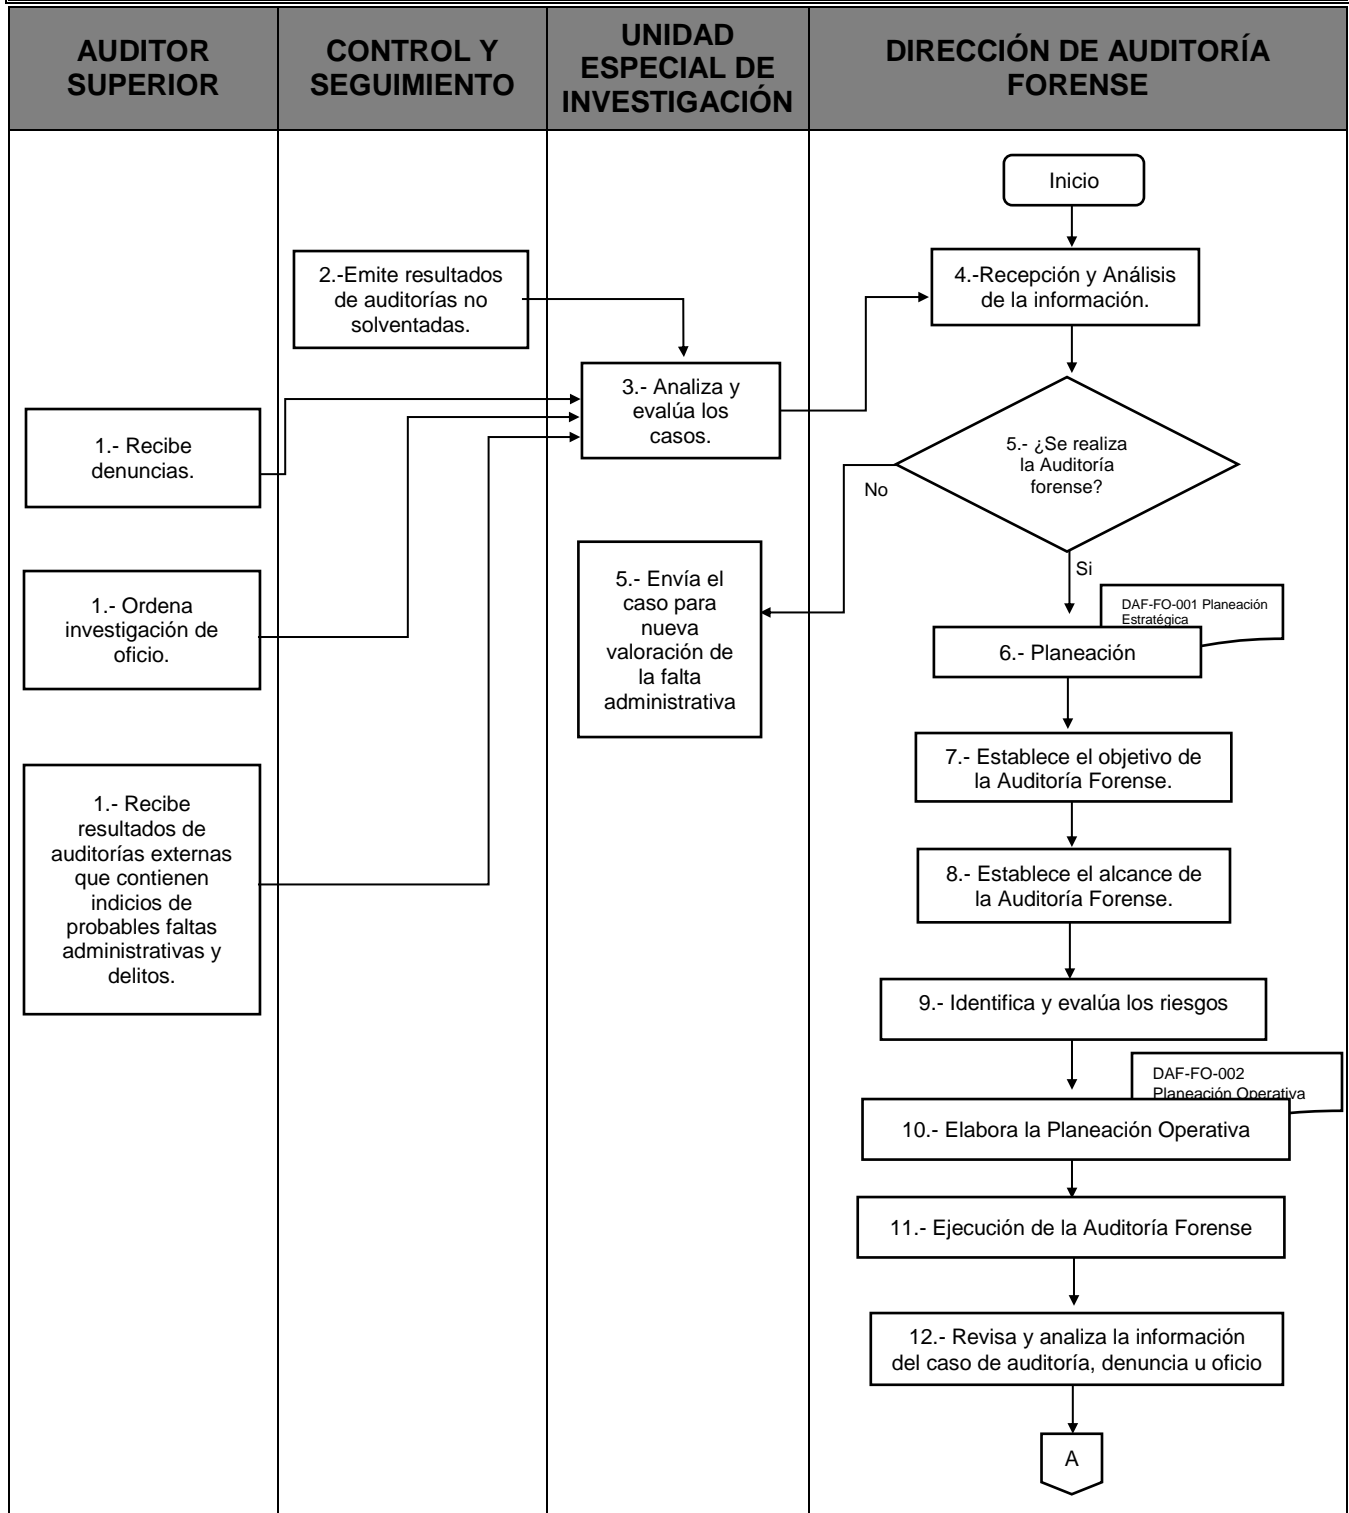 AUDITOR
SUPERIOR
CONTROL Y
SEGUIMIENTO
UNIDAD
ESPECIAL DE
INVESTIGACIÓN
DIRECCIÓN DE AUDITORÍA
FORENSE
Inicio
2.-Emite resultados
de auditorías no
solventadas.
4.-Recepción y Análisis
de la información.
3.- Analiza y
evalúa los
casos.
1.- Recibe
denuncias.
5.- ¿Se realiza
la Auditoría
forense?
No
Si
1.- Ordena
investigación de
oficio.
5.- Envía el
caso para
nueva
valoración de
la falta
administrativa
DAF-FO-001 Planeación
Estratégica
6.- Planeación
7.- Establece el objetivo de
la Auditoría Forense.
1.- Recibe
resultados de
auditorías externas
que contienen
indicios de
probables faltas
administrativas y
delitos.
8.- Establece el alcance de
la Auditoría Forense.
9.- Identifica y evalúa los riesgos
DAF-FO-002
Planeación Operativa
10.- Elabora la Planeación Operativa
11.- Ejecución de la Auditoría Forense
12.- Revisa y analiza la información
del caso de auditoría, denuncia u oficio
A